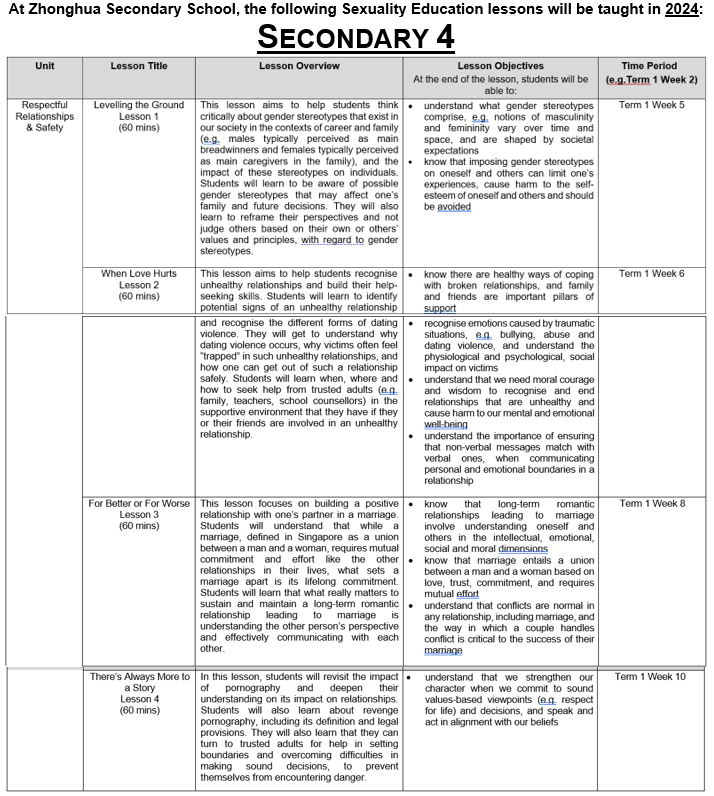 At Zhonghua Secondary School, the following Sexuality Education lessons will be taught in 2024:
SECONDARY 4
Unit
Lesson Title
Lesson Overview
Lesson Objectives
At the end of the lesson, students will be
able to:
Time Period
(e.g.Term 1 Week 2)
Respectful
Relationships
& Safety
Levelling the Ground
Lesson 1
(60 mins)
This lesson aims to help students think
critically about gender stereotypes that exist in
our society in the contexts of career and family
(e.g. males typically perceived as main
breadwinners and females typically perceived
as main caregivers in the family), and the
impact of these stereotypes on individuals.
Students will learn to be aware of possible
gender stereotypes that may affect one's
family and future decisions. They will also
learn to reframe their perspectives and not
judge others based on their own or others'
values and principles, with regard to gender
stereotypes.
• understand what gender stereotypes
comprise, e.g. notions of masculinity
and femininity vary over time and
space, and are shaped by societal
expectations
• know that imposing gender stereotypes
on oneself and others can limit one's
experiences, cause harm to the self-
esteem of oneself and others and should
be avoided
Term 1 Week 5
When Love Hurts
Lesson 2
(60 mins)
This lesson aims to help students recognise
unhealthy relationships and build their help-
seeking skills. Students will learn to identify
potential signs of an unhealthy relationship
and recognise the different forms of dating
violence. They will get to understand why
dating violence occurs, why victims often feel
"trapped" in such unhealthy relationships, and
how one can get out of such a relationship
safely. Students will learn when, where and
how to seek help from trusted adults (e.g.
family, teachers, school counsellors) in the
supportive environment that they have if they
or their friends are involved in an unhealthy
relationship.
• know there are healthy ways of coping
with broken relationships, and family
and friends are important pillars of
support
• recognise emotions caused by traumatic
situations, e.g. bullying, abuse and
dating violence, and understand the
physiological and psychological, social
impact on victims
• understand that we need moral courage
and wisdom to recognise and end
relationships that are unhealthy and
cause harm to our mental and emotional
well-being
• understand the importance of ensuring
that non-verbal messages match with
verbal ones, when communicating
personal and emotional boundaries in a
relationship
Term 1 Week 6
For Better or For Worse
Lesson 3
(60 mins)
This lesson focuses on building a positive
relationship with one's partner in a marriage.
Students will understand that while a
marriage, defined in Singapore as a union
between a man and a woman, requires mutual
commitment and effort like the other
relationships in their lives, what sets a
marriage apart is its lifelong commitment.
Students will learn that what really matters to
sustain and maintain a long-term romantic
relationship leading to marriage is
understanding the other person's perspective
and effectively communicating with each
other.
• know that long-term romantic
relationships leading to marriage
involve understanding oneself and
others in the intellectual, emotional,
social and moral dimensions
• know that marriage entails a union
between a man and a woman based on
love, trust, commitment, and requires
mutual effort
• understand that conflicts are normal in
any relationship, including marriage, and
the way in which a couple handles
conflict is critical to the success of their
marriage
Term 1 Week 8
There's Always More to
a Story
Lesson 4
(60 mins)
In this lesson, students will revisit the impact
of pornography and deepen their
understanding on its impact on relationships.
Students will also learn about revenge
pornography, including its definition and legal
provisions. They will also learn that they can
turn to trusted adults for help in setting
boundaries and overcoming difficulties in
making sound decisions, to prevent
themselves from encountering danger.
• understand that we strengthen our
character when we commit to sound
values-based viewpoints (e.g. respect
for life) and decisions, and speak and
act in alignment with our beliefs
Term 1 Week 10